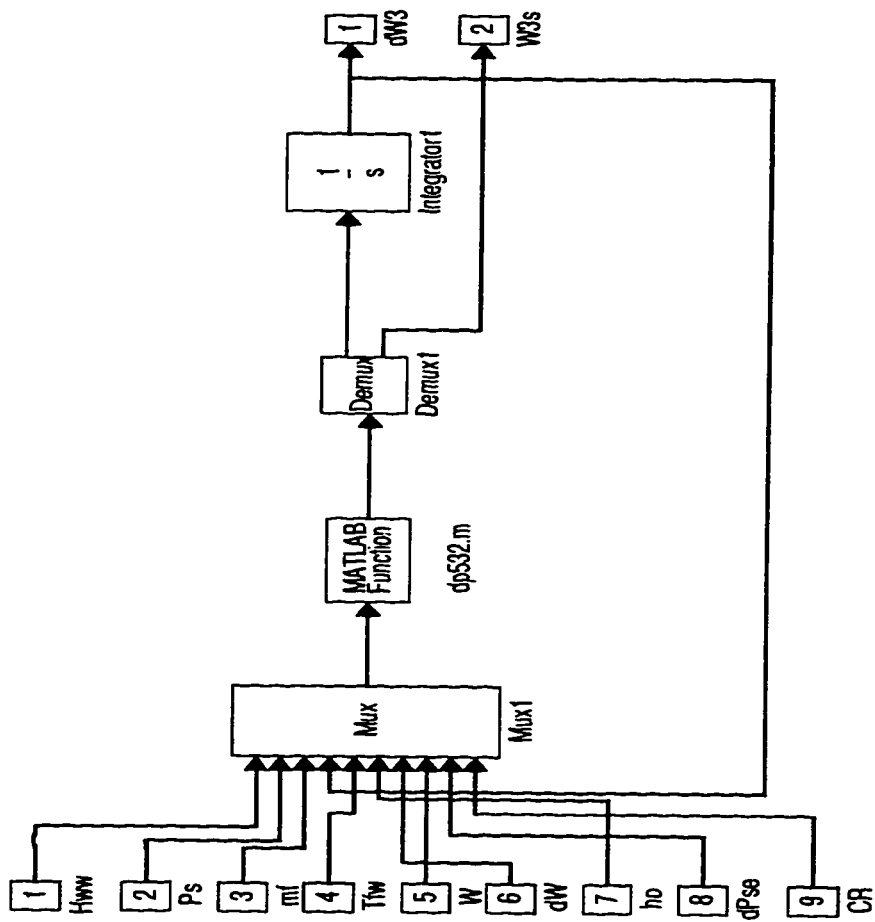 1
Hww
2
Ps
3
mf
4
Tfw
5
W
6
dW
7
ho
8
dPse
9
CR
Mux
Mux1
MATLAB
Function
dp532.m
Demux
Demux1
1
s
Integrator1
1
dW3
2
W3s